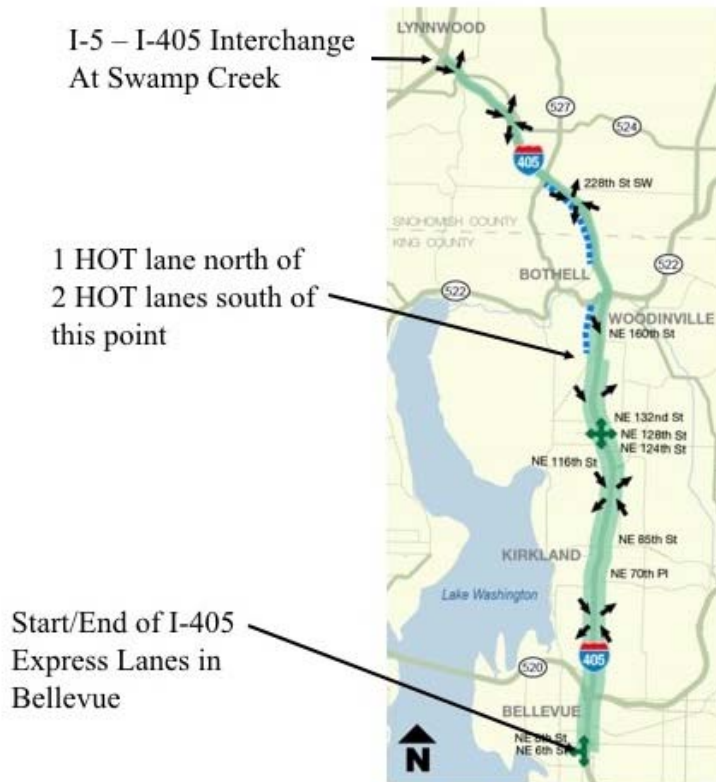 I-5 – I-405 Interchange
At Swamp Creek
LYNNWOOD
527
524
405
228th St SW
SNOHOMISH COUNTY
KING COUNTY
1 HOT lane north of
2 HOT lanes south of
this point
BOTHELL
522
522
WOODINVILLE
NE 160th St
NE 132nd St
NE 128th St
NE 124th St
NE 116th St
NE 85th St
KIRKLAND
NE 70th Pl
Lake Washington
Start/End of I-405
Express Lanes in
Bellevue
405
520
BELLEVUE
NE 8th St
NE 6th St
N